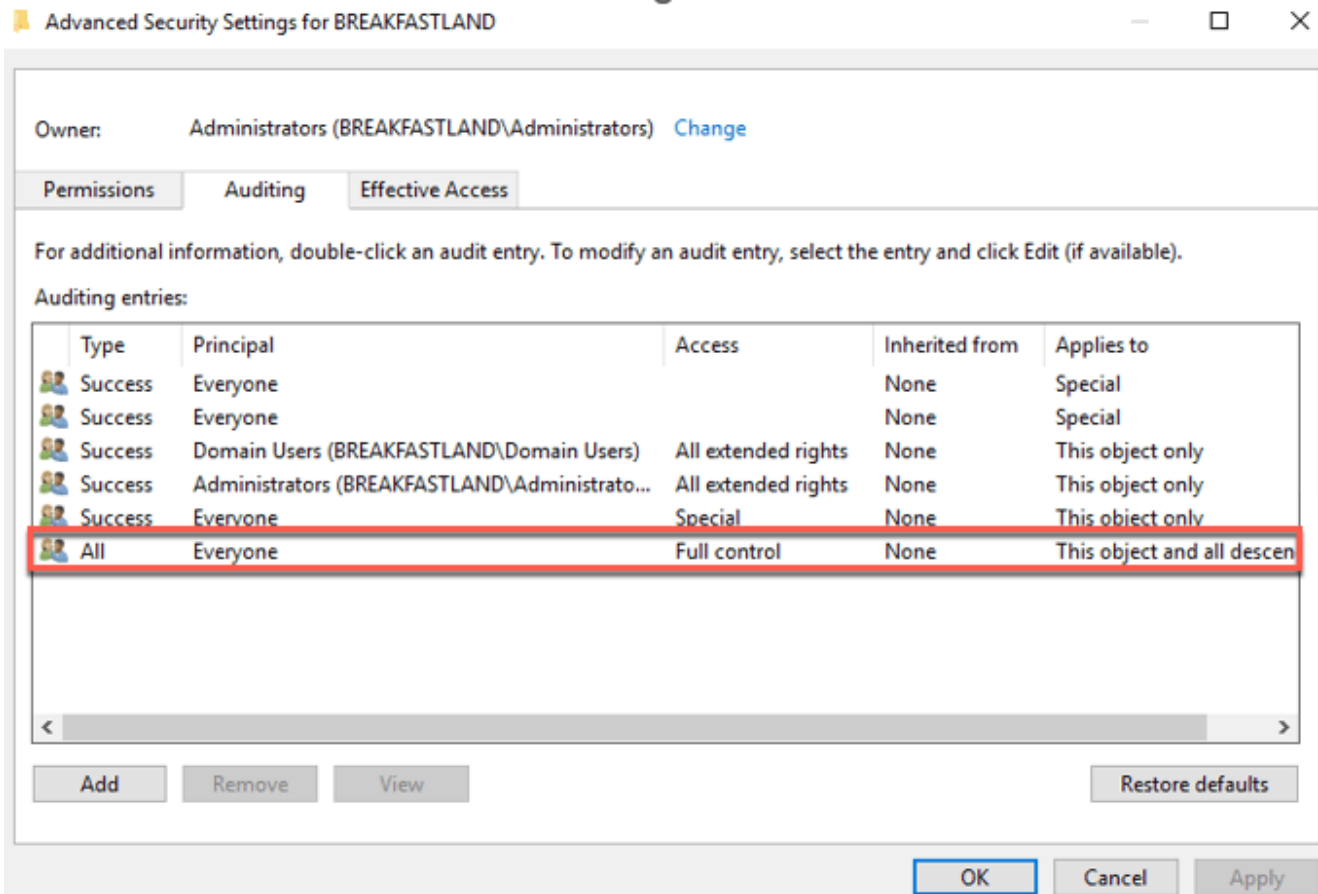 Advanced Security Settings for BREAKFASTLAND
Owner: Administrators (BREAKFASTLAND\Administrators) Change
Permissions Auditing Effective Access
For additional information, double-click an audit entry. To modify an audit entry, select the entry and click Edit (if available).
Auditing entries:
Type Principal Access Inherited from Applies to
Success Everyone None Special
Success Everyone None Special
Success Domain Users (BREAKFASTLAND\Domain Users) All extended rights None This object only
Success Administrators (BREAKFASTLAND\Administrato... All extended rights None This object only
Success Everyone Special None This object only
All Everyone Full control None This object and all descen
Add Remove View Restore defaults
OK Cancel Apply